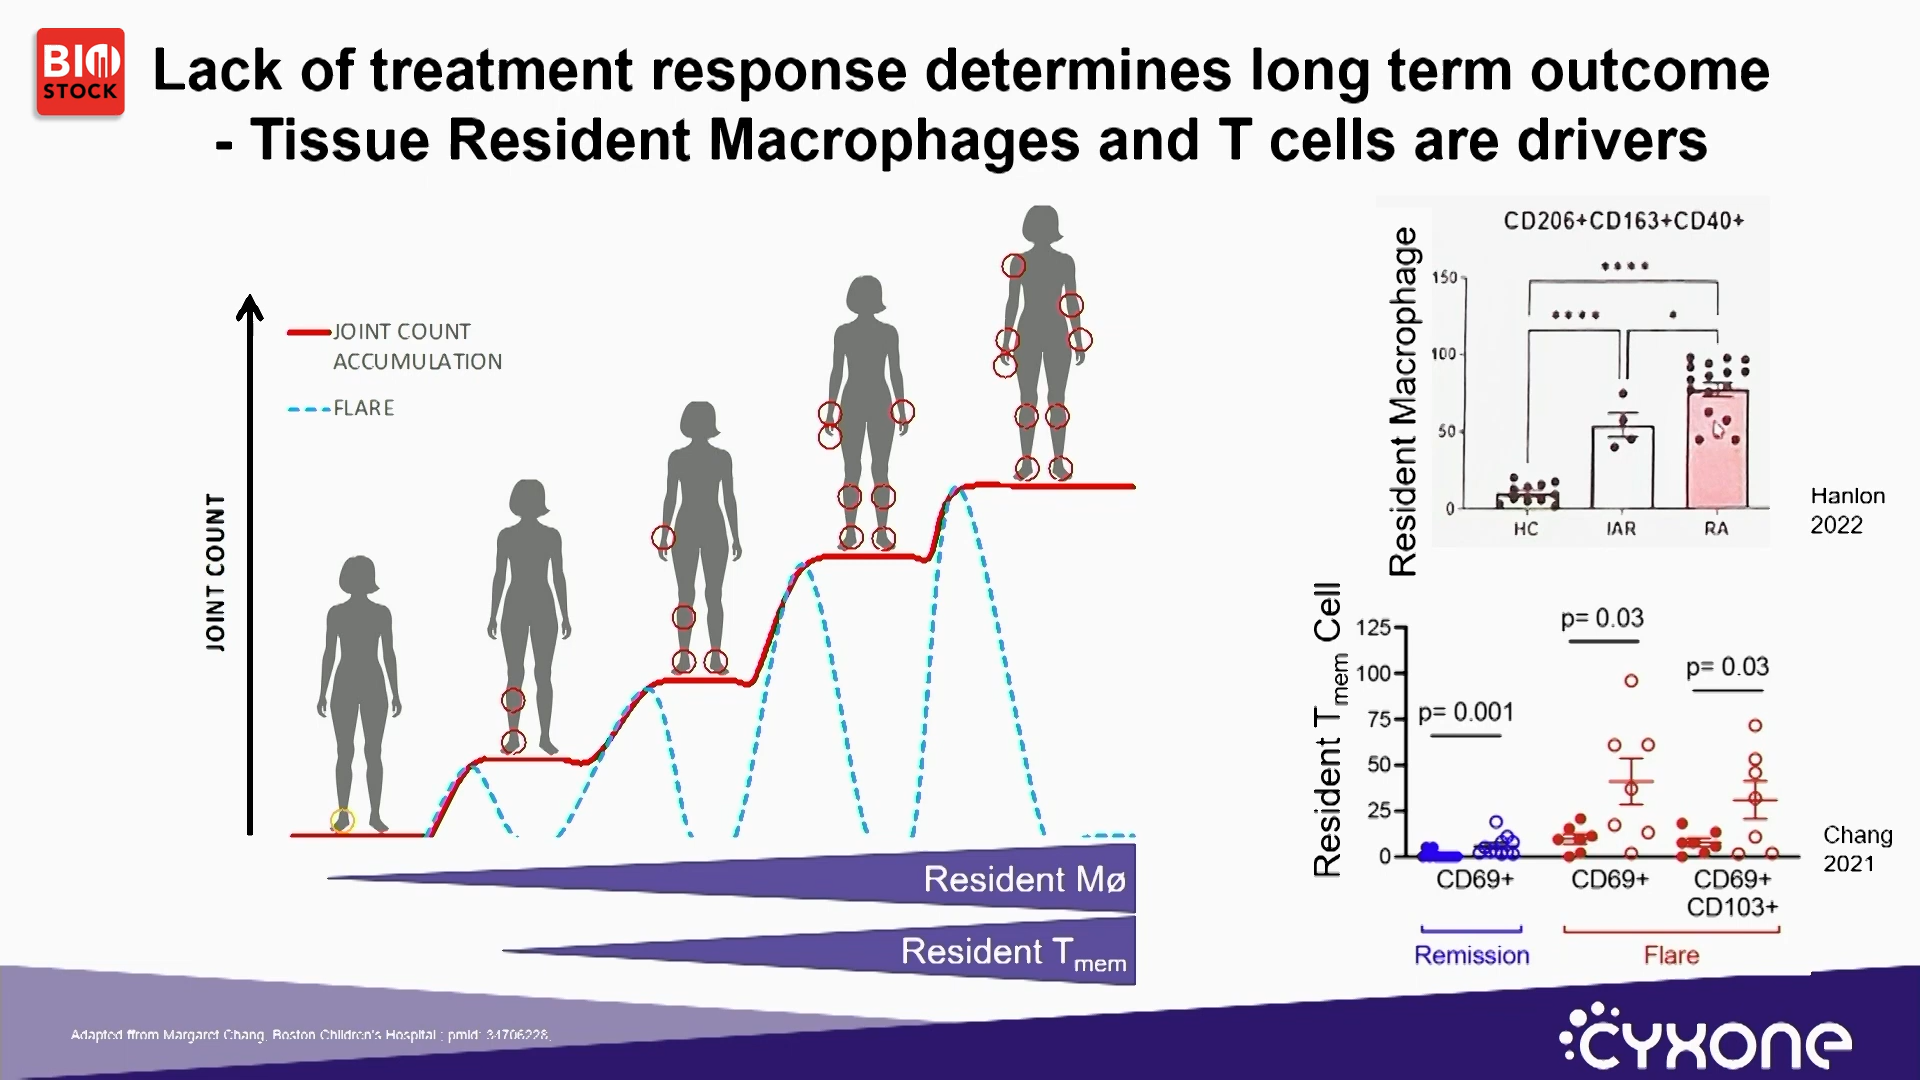 BIO
STOCK
Lack of treatment response determines long term outcome
- Tissue Resident Macrophages and T cells are drivers
JOINT COUNT
ACCUMULATION
FLARE
JOINT COUNT
Resident Mø
Resident Tmem
Resident Macrophage
CD206+CD163+CD40+
****
**** *
150
100
50
0
HC IAR RA
Hanlon
2022
Resident Tmem Cell
p= 0.03
p= 0.03
p= 0.001
125
100
75
50
25
0
CD69+ CD69+ CD69+
CD103+
Remission Flare
Chang
2021
Adapted ffrom Margaret Chang, Boston Children's Hospital ; pmid: 34706228,
cyxone